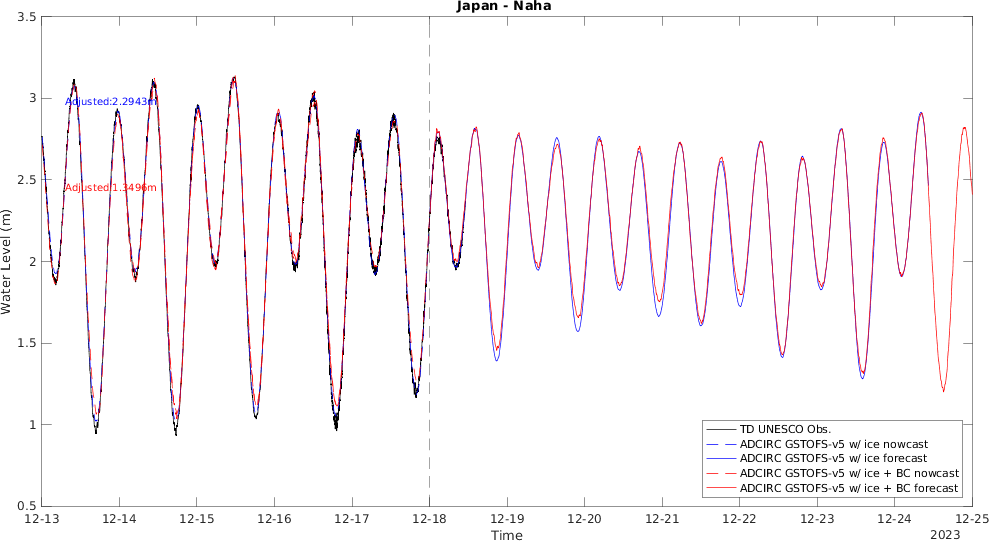 Japan - Naha
3.5
3
2.5
2
1.5
1
0.5
Water Level (m)
Adjusted:2.2943m
Adjusted:1.3496m
TD UNESCO Obs.
ADCIRC GSTOFS-v5 w/ ice nowcast
ADCIRC GSTOFS-v5 w/ ice forecast
ADCIRC GSTOFS-v5 w/ ice + BC nowcast
ADCIRC GSTOFS-v5 w/ ice + BC forecast
12-13 12-14 12-15 12-16 12-17 12-18 12-19 12-20 12-21 12-22 12-23 12-24 12-25
Time
2023